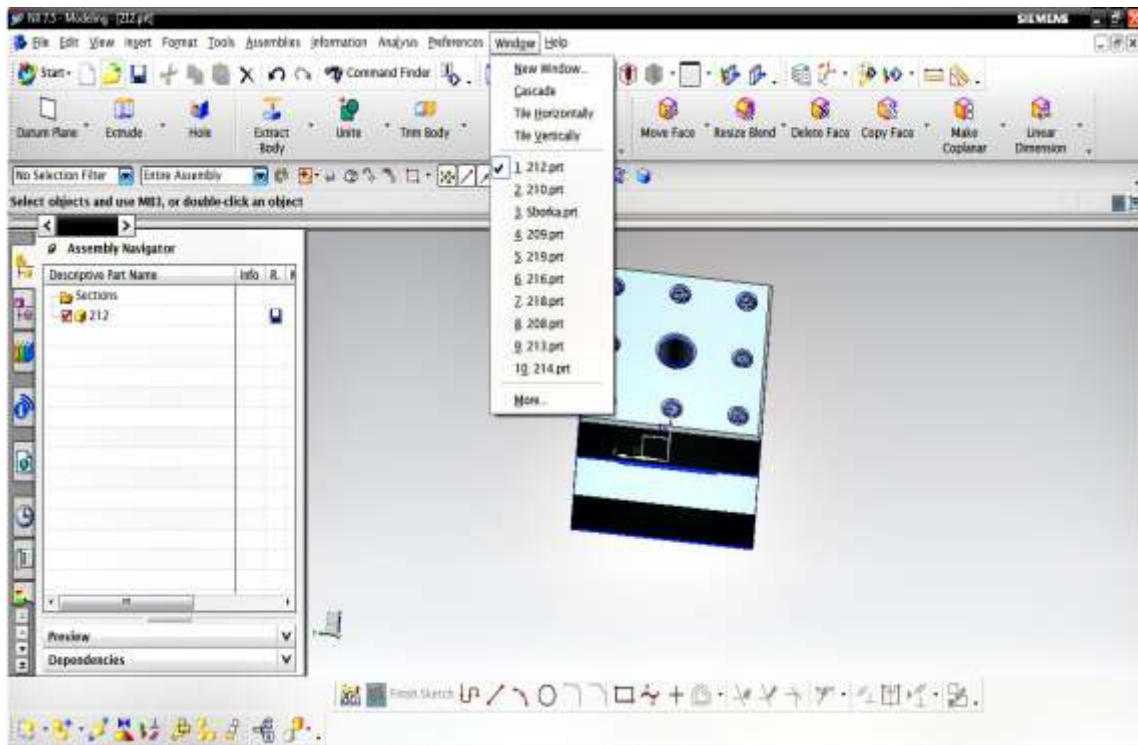 NX 7.5 - Modeling - [212.prt]
SIEMENS
File Edit View Insert Format Tools Assemblies Information Analysis Preferences Window Help
Start
Command Finder
New Window...
Cascade
Tile Horizontally
Tile Vertically
1 212.prt
2 210.prt
3 Sborka.prt
4 209.prt
5 219.prt
6 216.prt
7 218.prt
8 208.prt
9 213.prt
10 214.prt
More...
Datum Plane Extrude Hole Extract Body Unite Trim Body
Move Face Resize Blend Delete Face Copy Face Make Coplanar Linear Dimension
No Selection Filter Entire Assembly
Select objects and use MB3, or double-click an object
Assembly Navigator
Descriptive Part Name Info R.
Sections
212
Preview
Dependencies
Finish Sketch